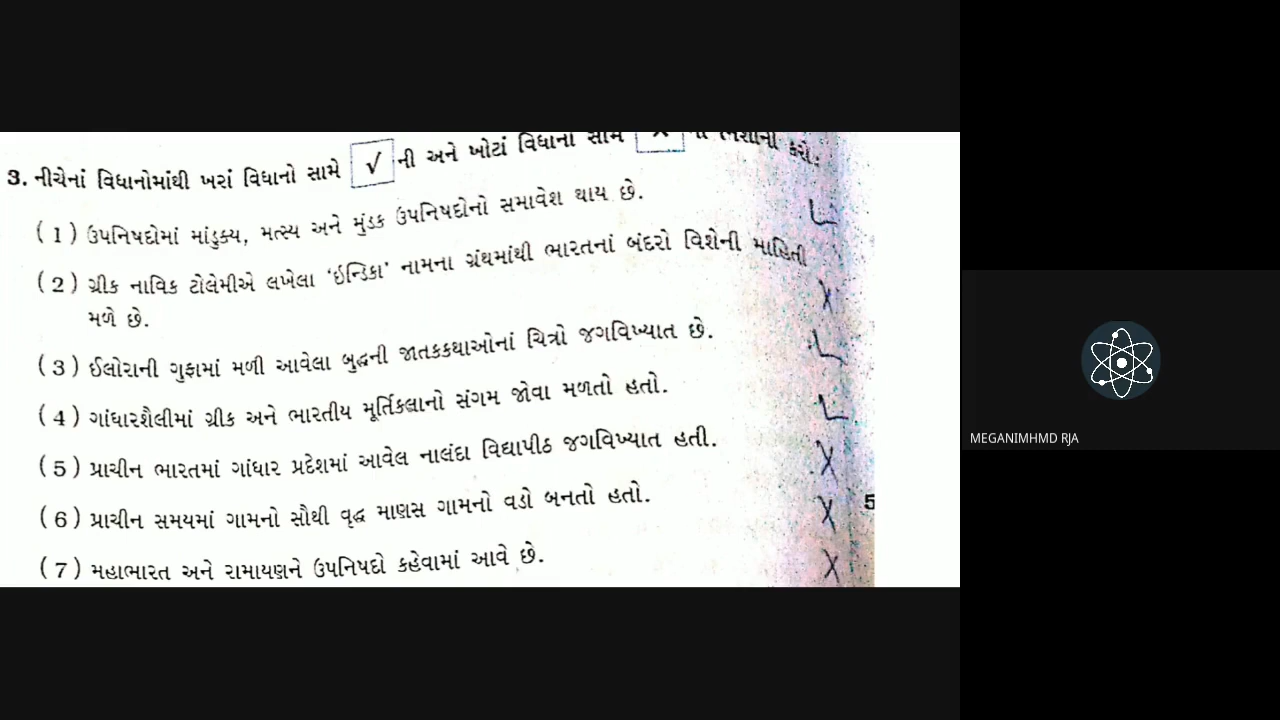 3. નીચેનાં વિધાનોમાંથી ખરાં વિધાનો સામે ✓ ની અને ખોટાં વિધાનો સામે X ની નિશાની કરો.
(1) ઉપનિષદોમાં માંડુક્ય, મત્સ્ય અને મુંડક ઉપનિષદોનો સમાવેશ થાય છે. ✓
(2) ગ્રીક નાવિક ટોલેમીએ લખેલા ‘ઇન્ડિકા’ નામના ગ્રંથમાંથી ભારતનાં બંદરો વિશેની માહિતી
મળે છે. X
(3) ઈલોરાની ગુફામાં મળી આવેલા બુદ્ધની જાતકકથાઓનાં ચિત્રો જગવિખ્યાત છે. ✓
(4) ગાંધારશૈલીમાં ગ્રીક અને ભારતીય મૂર્તિકલાનો સંગમ જોવા મળતો હતો. ✓
(5) પ્રાચીન ભારતમાં ગાંધાર પ્રદેશમાં આવેલ નાલંદા વિદ્યાપીઠ જગવિખ્યાત હતી. X
(6) પ્રાચીન સમયમાં ગામનો સૌથી વૃદ્ધ માણસ ગામનો વડો બનતો હતો. X
5
(7) મહાભારત અને રામાયણને ઉપનિષદો કહેવામાં આવે છે. X
MEGANIMHMD RJA